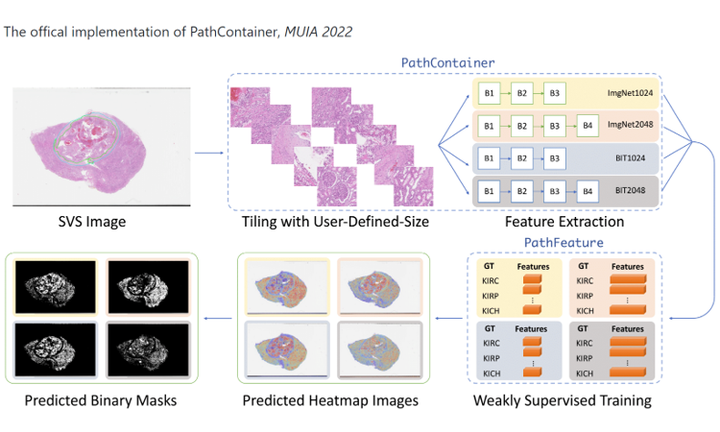 The offical implementation of PathContainer, MUIA 2022
PathContainer
B1 B2 B3 ImgNet1024
B1 B2 B3 B4 ImgNet2048
B1 B2 B3 BIT1024
B1 B2 B3 B4 BIT2048
SVS Image
Tiling with User-Defined-Size
Feature Extraction
PathFeature
GT Features
KIRC
KIRP
⋮
KICH
GT Features
KIRC
KIRP
⋮
KICH
GT Features
KIRC
KIRP
⋮
KICH
GT Features
KIRC
KIRP
⋮
KICH
Predicted Binary Masks
Predicted Heatmap Images
Weakly Supervised Training